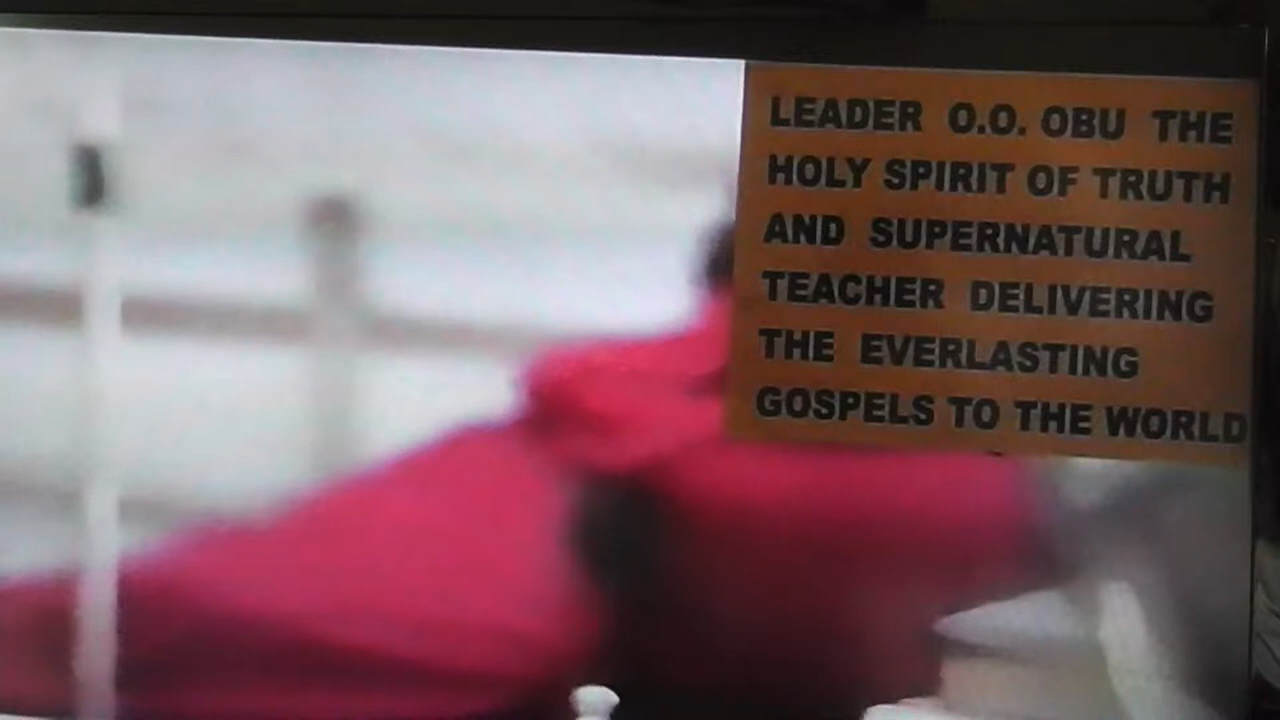 LEADER O.O. OBU THE
HOLY SPIRIT OF TRUTH
AND SUPERNATURAL
TEACHER DELIVERING
THE EVERLASTING
GOSPELS TO THE WORLD